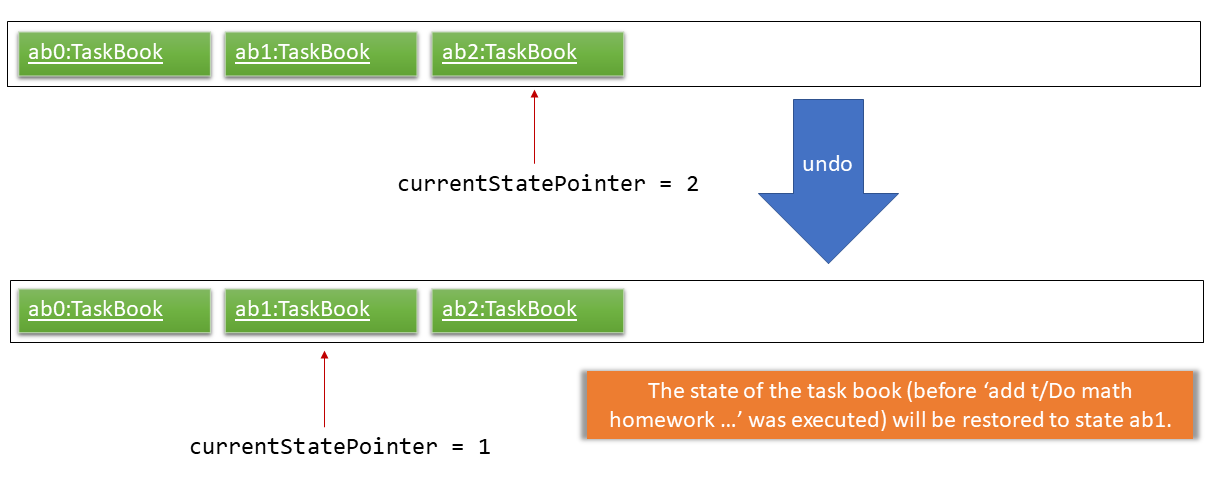 ab0:TaskBook
ab1:TaskBook
ab2:TaskBook
currentStatePointer = 2
undo
ab0:TaskBook
ab1:TaskBook
ab2:TaskBook
currentStatePointer = 1
The state of the task book (before ‘add t/Do math
homework …’ was executed) will be restored to state ab1.